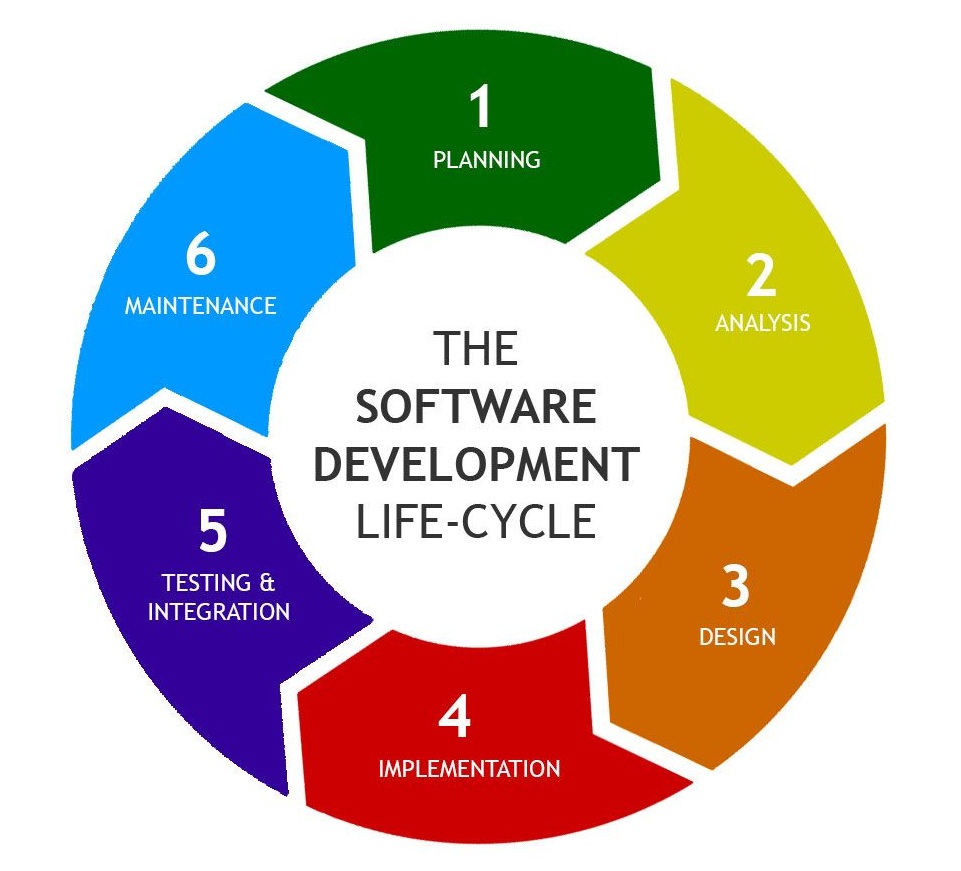 THE
SOFTWARE
DEVELOPMENT
LIFE-CYCLE
1
PLANNING
2
ANALYSIS
3
DESIGN
4
IMPLEMENTATION
5
TESTING &
INTEGRATION
6
MAINTENANCE